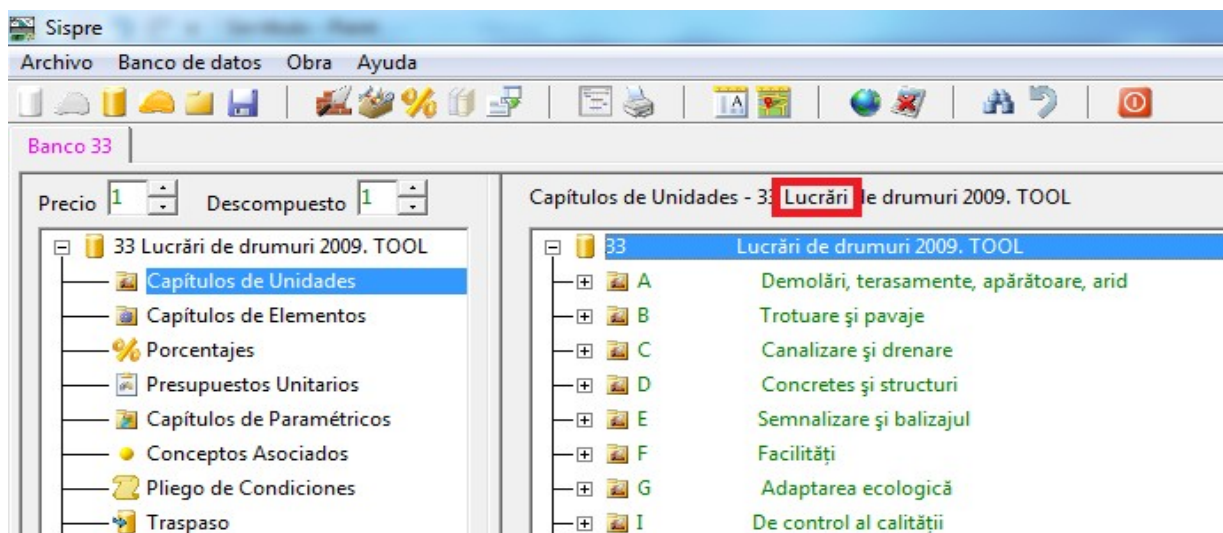 Sispre
Archivo Banco de datos Obra Ayuda
Banco 33
Precio 1 Descompuesto 1
33 Lucrări de drumuri 2009. TOOL
Capítulos de Unidades
Capítulos de Elementos
Porcentajes
Presupuestos Unitarios
Capítulos de Paramétricos
Conceptos Asociados
Pliego de Condiciones
Traspaso
Capítulos de Unidades - 33 Lucrări de drumuri 2009. TOOL
33 Lucrări de drumuri 2009. TOOL
A Demolări, terasamente, apărătoare, arid
B Trotuare şi pavaje
C Canalizare şi drenare
D Concretes şi structuri
E Semnalizare şi balizajul
F Facilităţi
G Adaptarea ecologică
I De control al calităţii